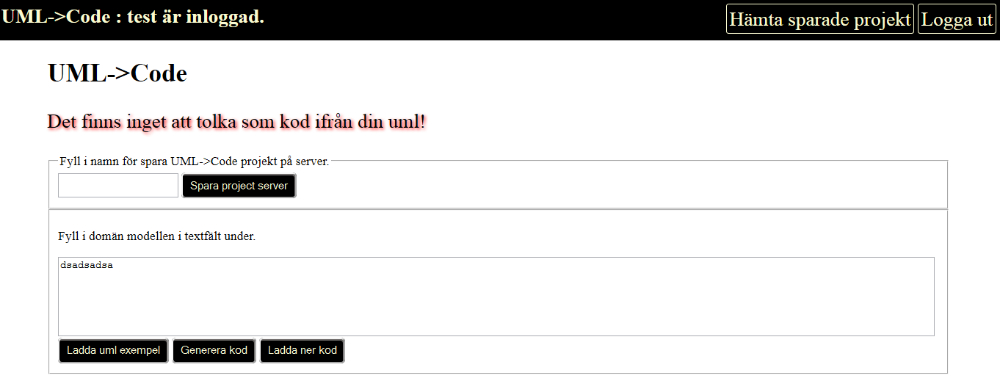 UML->Code : test är inloggad.
Hämta sparade projekt
Logga ut
UML->Code
Det finns inget att tolka som kod ifrån din uml!
Fyll i namn för spara UML->Code projekt på server.
Spara project server
Fyll i domän modellen i textfält under.
dsadsadsa
Ladda uml exempel
Generera kod
Ladda ner kod